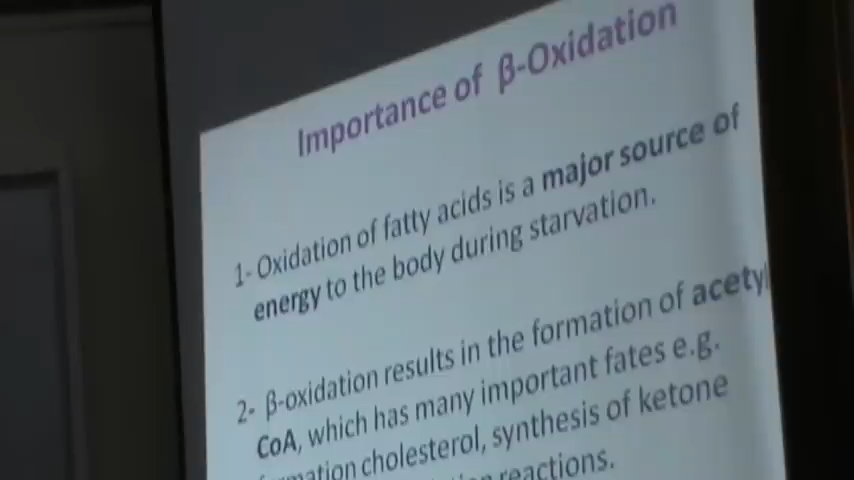 Importance of β-Oxidation
1- Oxidation of fatty acids is a major source of
energy to the body during starvation.
2- β-oxidation results in the formation of acetyl
CoA, which has many important fates e.g.
cholesterol, synthesis of ketone
reactions.